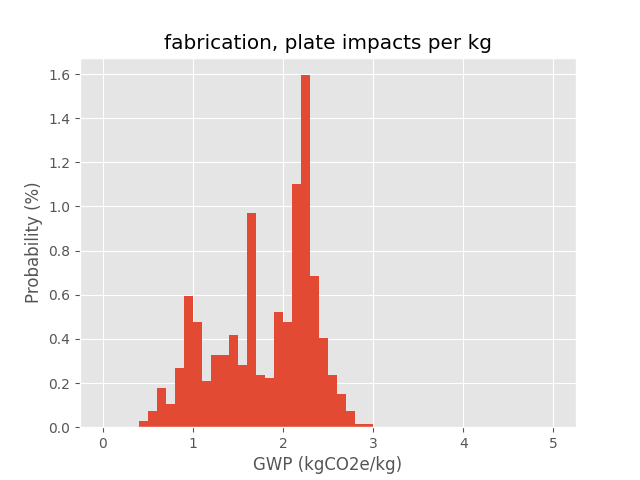 fabrication, plate impacts per kg
Probability (%)
1.6
1.4
1.2
1.0
0.8
0.6
0.4
0.2
0.0
0 1 2 3 4 5
GWP (kgCO2e/kg)